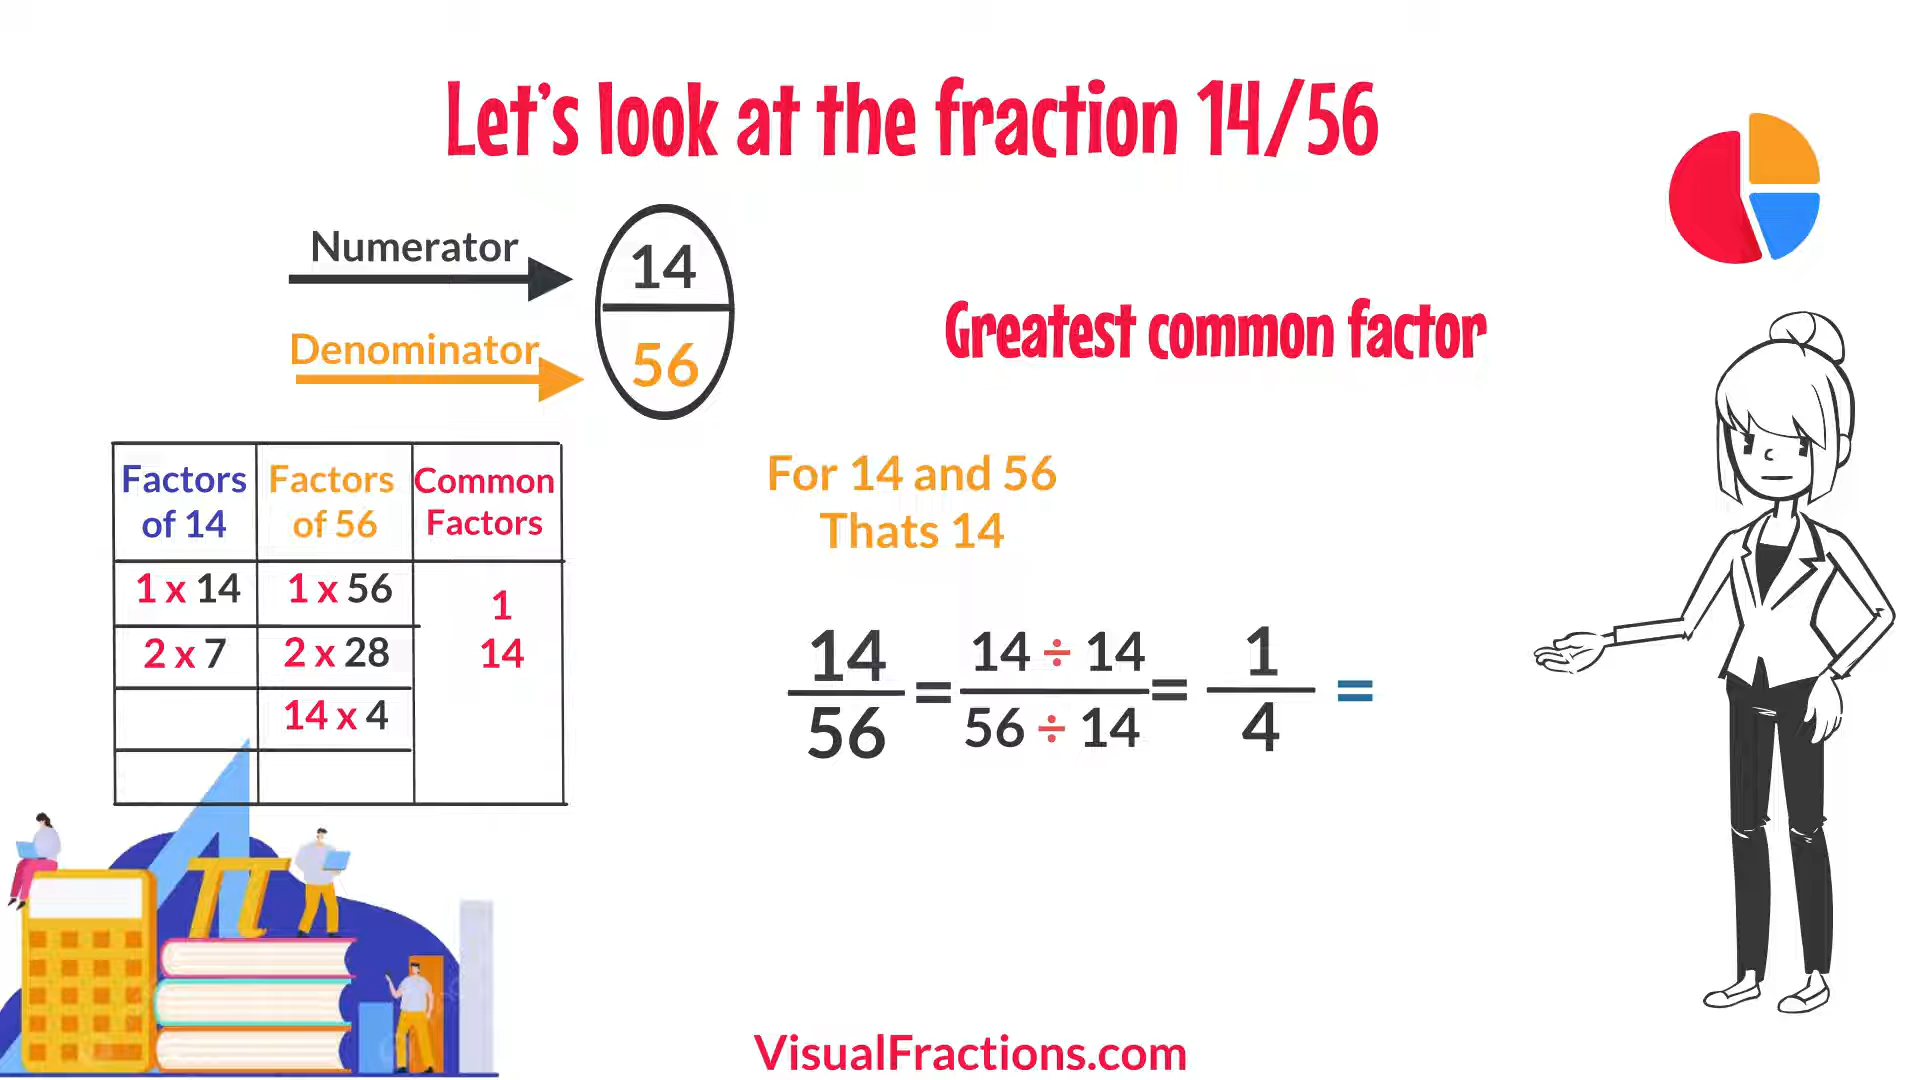 Let's look at the fraction 14/56
Numerator
14
Denominator
56
Greatest common factor
Factors of 14
Factors of 56
Common Factors
1 x 14
1 x 56
1
2 x 7
2 x 28
14
14 x 4
For 14 and 56
Thats 14
14/56 = 14 ÷ 14/56 ÷ 14 = 1/4 =
π
VisualFractions.com